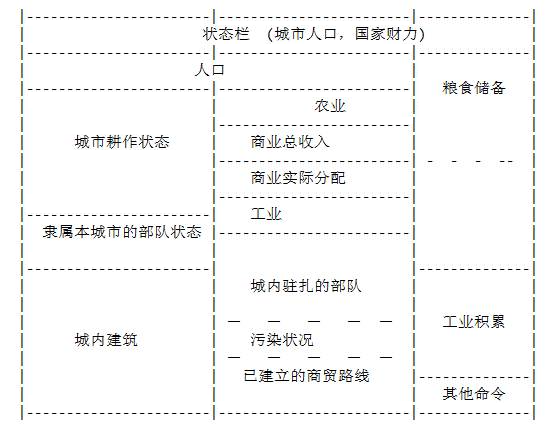 状态栏 (城市人口，国家财力)
人口
粮食储备
农业
城市耕作状态
商业总收入
商业实际分配
工业
隶属本城市的部队状态
城内驻扎的部队
工业积累
城内建筑
污染状况
已建立的商贸路线
其他命令